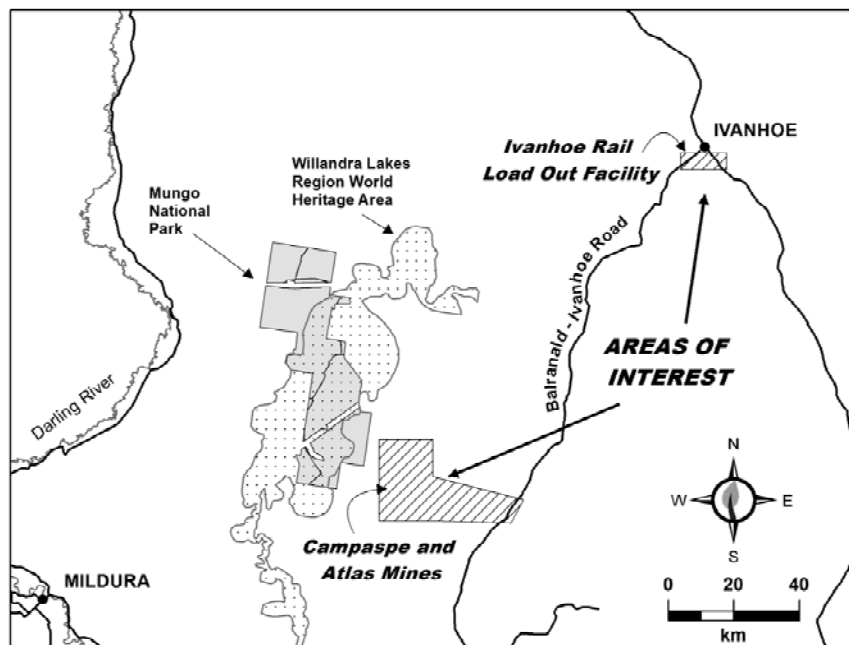 IVANHOE
Ivanhoe Rail
Load Out Facility
Willandra Lakes
Region World
Heritage Area
Mungo
National
Park
Balranald - Ivanhoe Road
AREAS OF
INTEREST
Darling River
Campaspe and
Atlas Mines
MILDURA
N
W
E
S
0 20 40
km